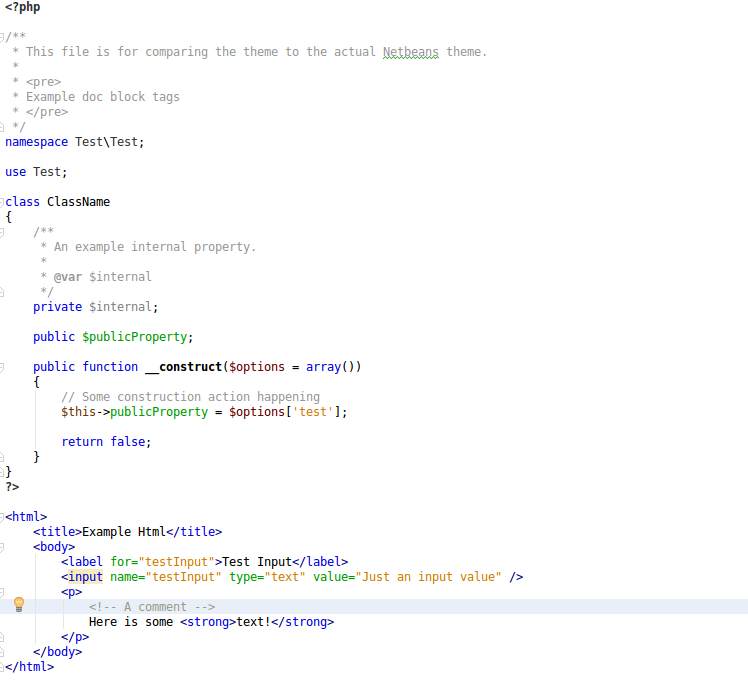 <?php

/**
 * This file is for comparing the theme to the actual Netbeans theme.
 *
 * <pre>
 * Example doc block tags
 * </pre>
 */
namespace Test\Test;

use Test;

class ClassName
{
    /**
     * An example internal property.
     *
     * @var $internal
     */
    private $internal;

    public $publicProperty;

    public function __construct($options = array())
    {
        // Some construction action happening
        $this->publicProperty = $options['test'];

        return false;
    }
}
?>

<html>
    <title>Example Html</title>
    <body>
        <label for="testInput">Test Input</label>
        <input name="testInput" type="text" value="Just an input value" />
        <p>
            <!-- A comment -->
            Here is some <strong>text!</strong>
        </p>
    </body>
</html>